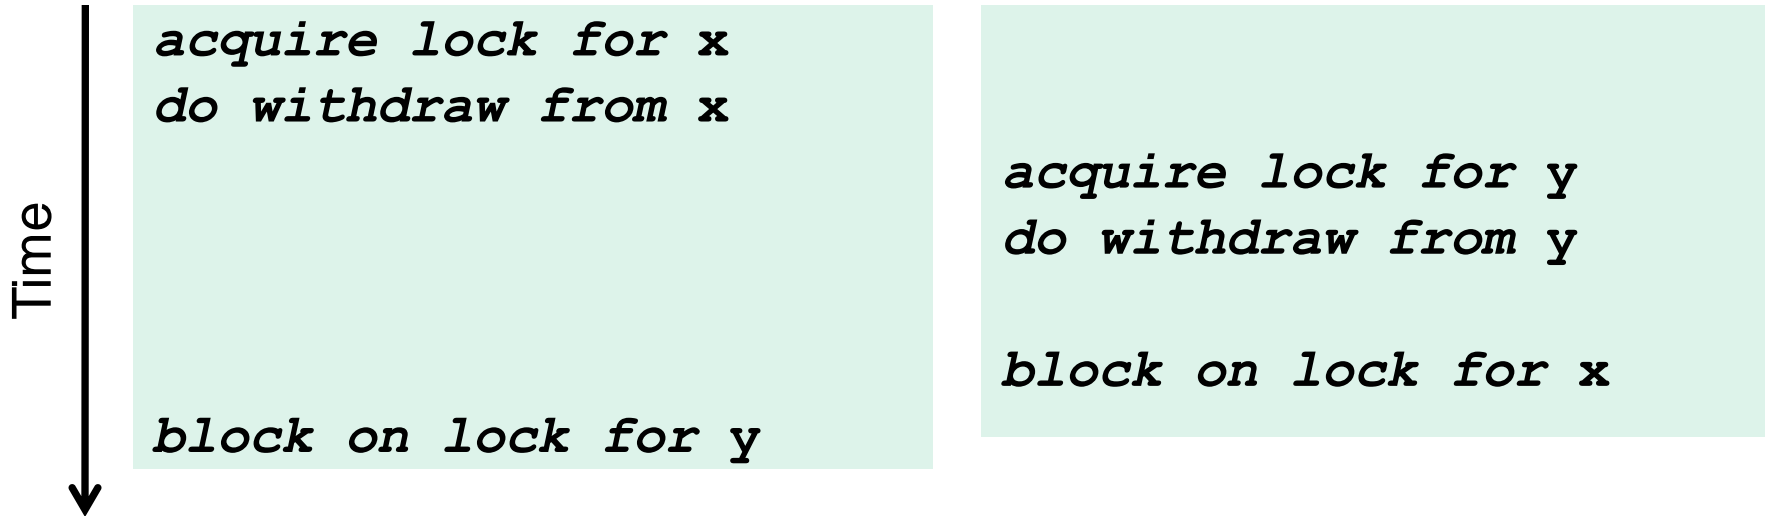 Time
acquire lock for x
do withdraw from x
block on lock for y
acquire lock for y
do withdraw from y
block on lock for x